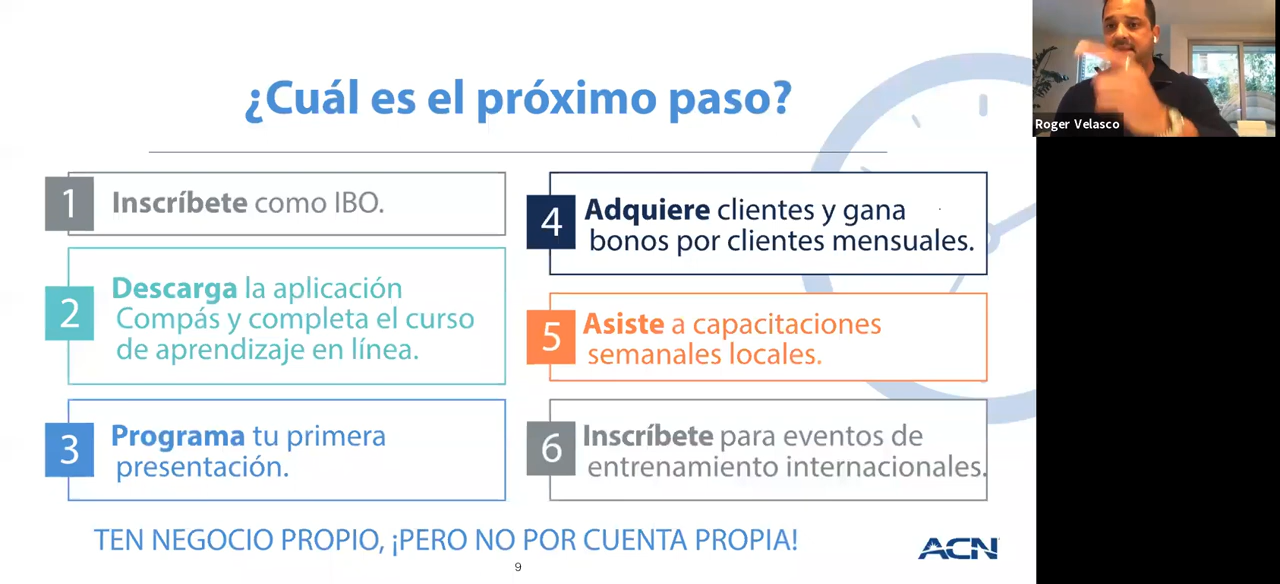 ¿Cuál es el próximo paso?
1
Inscríbete como IBO.
2
Descarga la aplicación
Compás y completa el curso
de aprendizaje en línea.
3
Programa tu primera
presentación.
4
Adquiere clientes y gana
bonos por clientes mensuales.
5
Asiste a capacitaciones
semanales locales.
6
Inscríbete para eventos de
entrenamiento internacionales.
TEN NEGOCIO PROPIO, ¡PERO NO POR CUENTA PROPIA!
ACN
9
Roger Velasco